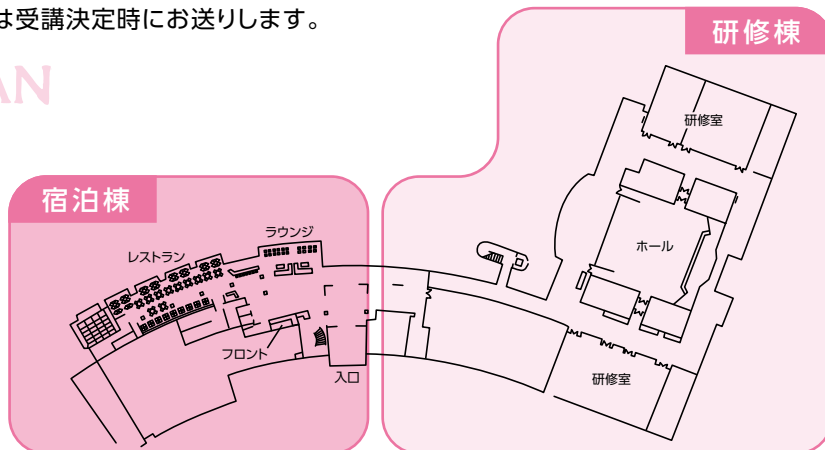 は受講決定時にお送りします。
AN
研修棟
研修室
宿泊棟
ラウンジ
レストラン
ホール
フロント
入口
研修室